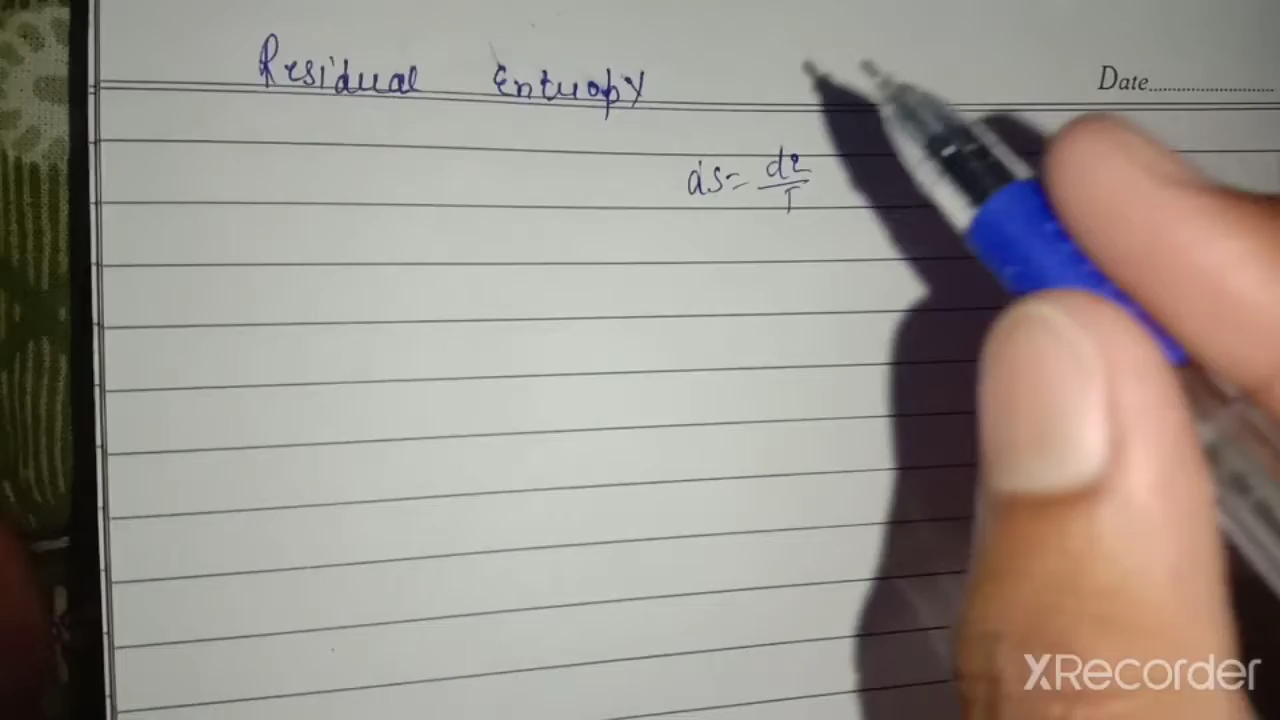 Residual Entropy
Date
ds = dq/T
XRecorder